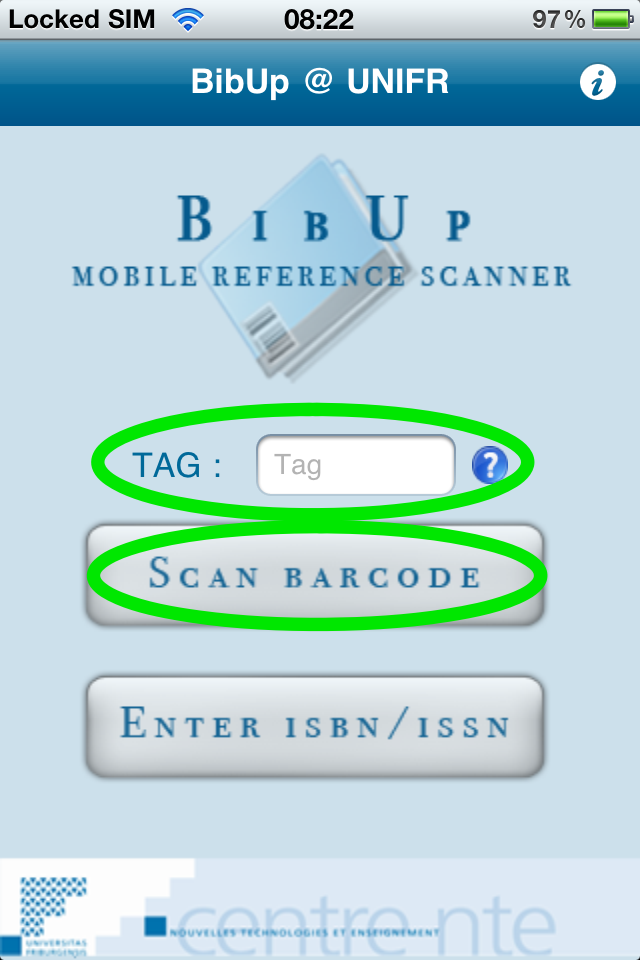 Locked SIM 08:22 97%
BibUp @ UNIFR
BIBUP
MOBILE REFERENCE SCANNER
TAG : Tag ?
SCAN BARCODE
ENTER ISBN/ISSN
centre nte
NOUVELLES TECHNOLOGIES ET ENSEIGNEMENT
UNIVERSITAS
FRIBURGENSIS